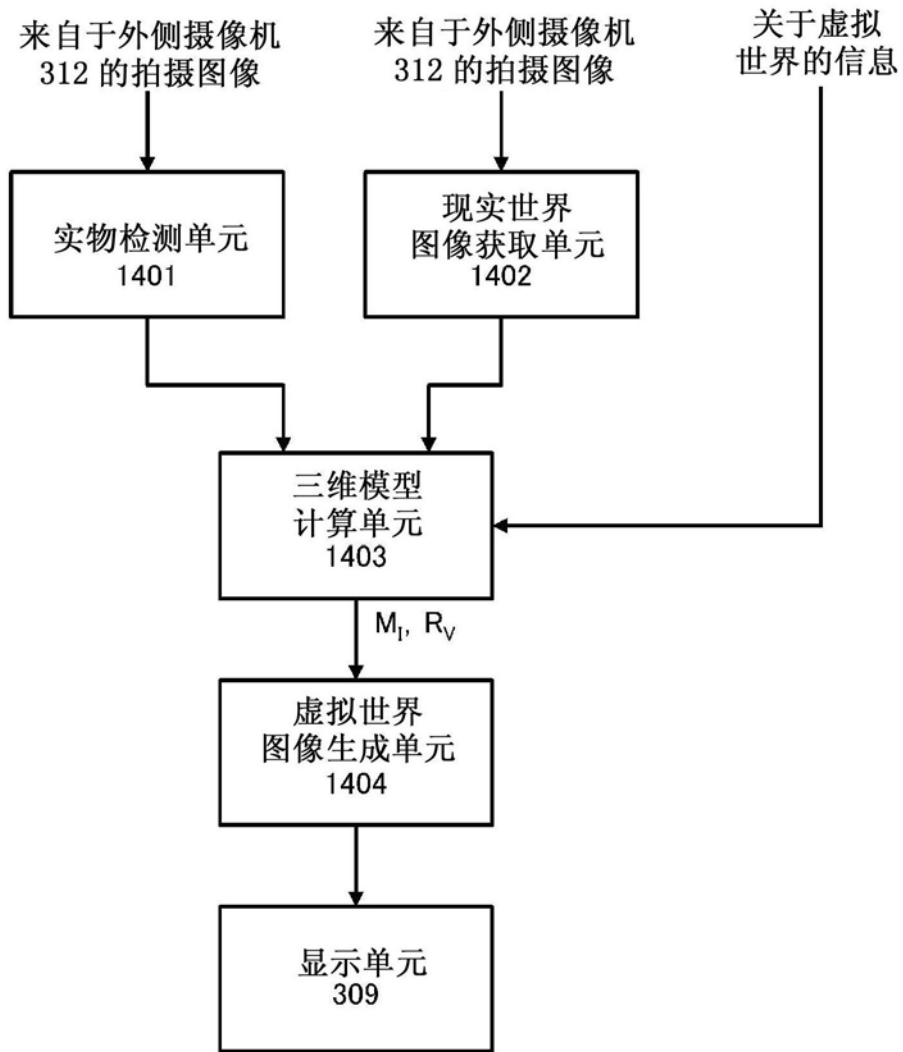 来自于外侧摄像机
312 的拍摄图像
来自于外侧摄像机
312 的拍摄图像
关于虚拟
世界的信息
实物检测单元
1401
现实世界
图像获取单元
1402
三维模型
计算单元
1403
M_I, R_V
虚拟世界
图像生成单元
1404
显示单元
309